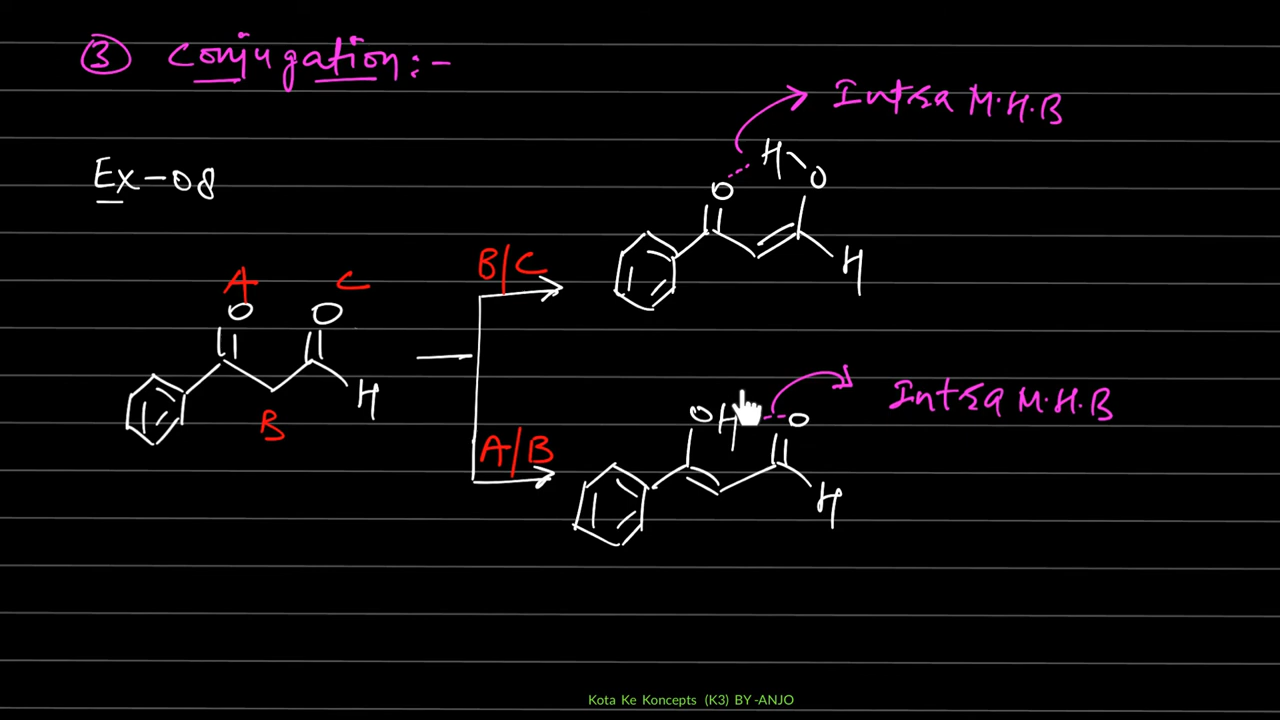 ③ Conjugation:-
Intra M.H.B
Ex-08
H
O
O
H
B/C
A
C
O
O
H
B
Intra M.H.B
OH
O
A/B
H
Kota Ke Koncepts (K3) BY -ANJO